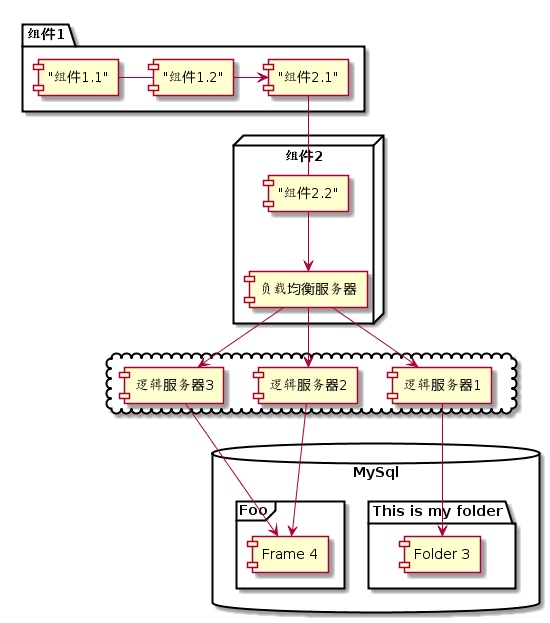 组件1
"组件1.1" "组件1.2" "组件2.1"
组件2
"组件2.2"
负载均衡服务器
逻辑服务器3 逻辑服务器2 逻辑服务器1
MySql
Foo This is my folder
Frame 4 Folder 3